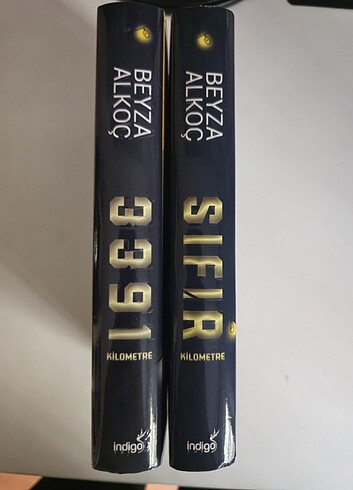 BEYZA
ALKOÇ
3391
KİLOMETRE
indigo
BEYZA
ALKOÇ
SIFIR
KİLOMETRE
indigo